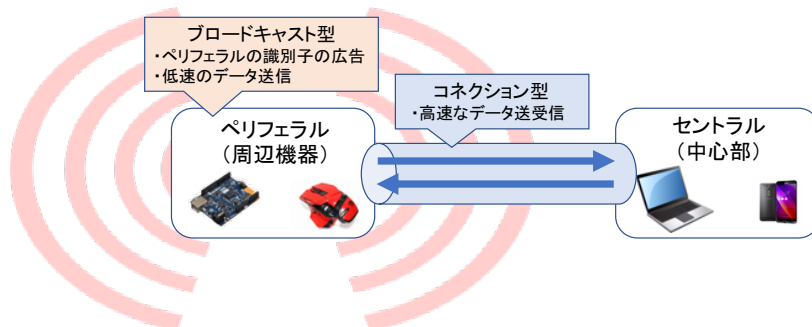 ブロードキャスト型
・ペリフェラルの識別子の広告
・低速のデータ送信
コネクション型
・高速なデータ送受信
ペリフェラル
（周辺機器）
セントラル
（中心部）